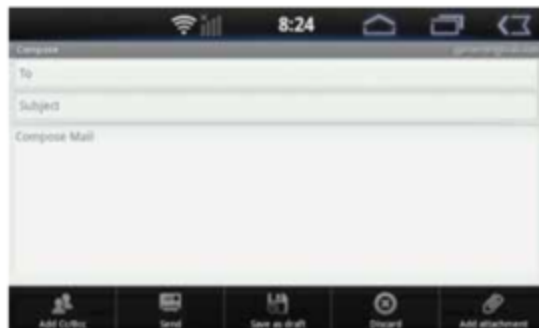 8:24
Compose
To
Subject
Compose Mail
Add Cc/Bcc
Send
Save as draft
Discard
Add attachment